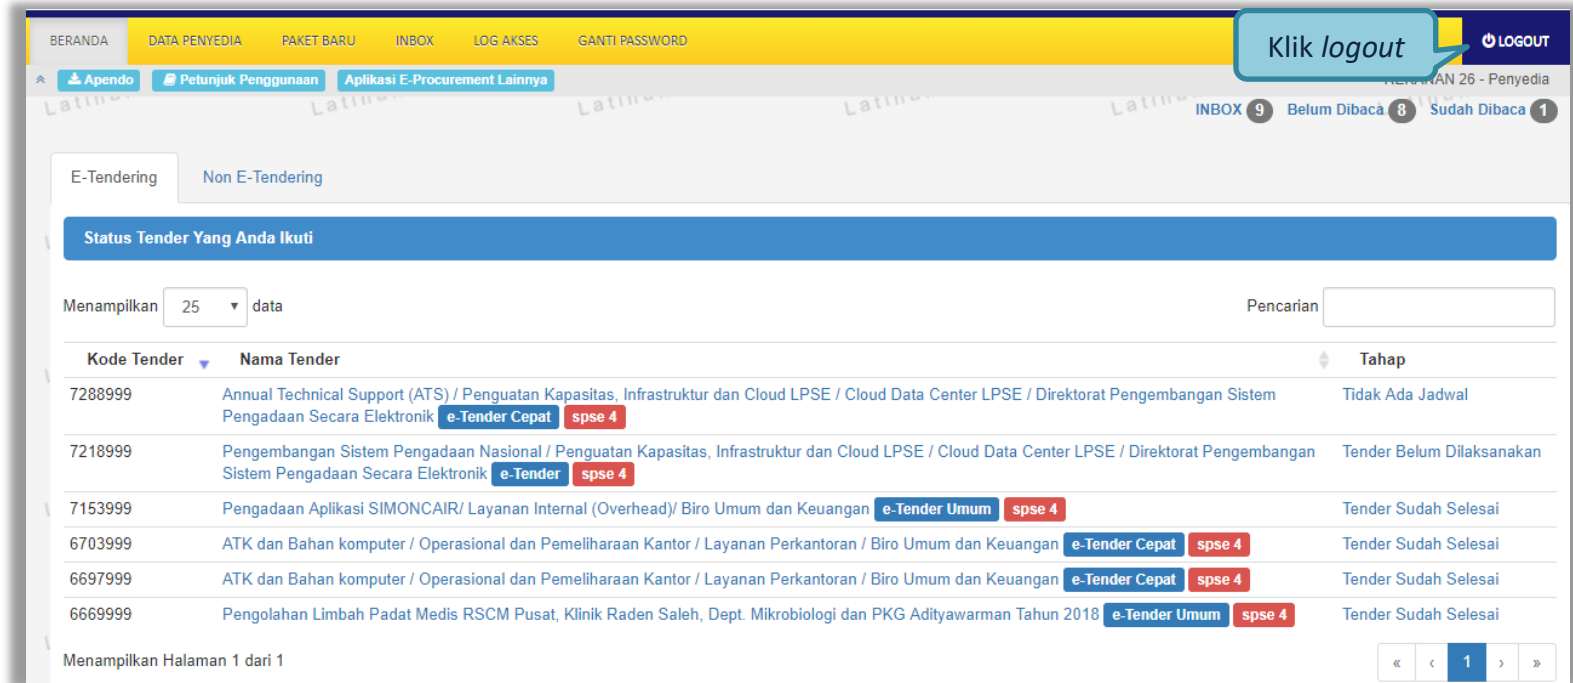 BERANDA DATA PENYEDIA PAKET BARU INBOX LOG AKSES GANTI PASSWORD LOGOUT
Klik logout
Apendo Petunjuk Penggunaan Aplikasi E-Procurement Lainnya 26 - Penyedia
INBOX 9 Belum Dibaca 8 Sudah Dibaca 1
E-Tendering Non E-Tendering
Status Tender Yang Anda Ikuti
Menampilkan 25 data Pencarian
Kode Tender Nama Tender Tahap
7288999 Annual Technical Support (ATS) / Penguatan Kapasitas, Infrastruktur dan Cloud LPSE / Cloud Data Center LPSE / Direktorat Pengembangan Sistem Tidak Ada Jadwal
Pengadaan Secara Elektronik e-Tender Cepat spse 4
7218999 Pengembangan Sistem Pengadaan Nasional / Penguatan Kapasitas, Infrastruktur dan Cloud LPSE / Cloud Data Center LPSE / Direktorat Pengembangan Tender Belum Dilaksanakan
Sistem Pengadaan Secara Elektronik e-Tender spse 4
7153999 Pengadaan Aplikasi SIMONCAIR/ Layanan Internal (Overhead)/ Biro Umum dan Keuangan e-Tender Umum spse 4 Tender Sudah Selesai
6703999 ATK dan Bahan komputer / Operasional dan Pemeliharaan Kantor / Layanan Perkantoran / Biro Umum dan Keuangan e-Tender Cepat spse 4 Tender Sudah Selesai
6697999 ATK dan Bahan komputer / Operasional dan Pemeliharaan Kantor / Layanan Perkantoran / Biro Umum dan Keuangan e-Tender Cepat spse 4 Tender Sudah Selesai
6669999 Pengolahan Limbah Padat Medis RSCM Pusat, Klinik Raden Saleh, Dept. Mikrobiologi dan PKG Adityawarman Tahun 2018 e-Tender Umum spse 4 Tender Sudah Selesai
Menampilkan Halaman 1 dari 1 « ‹ 1 › »